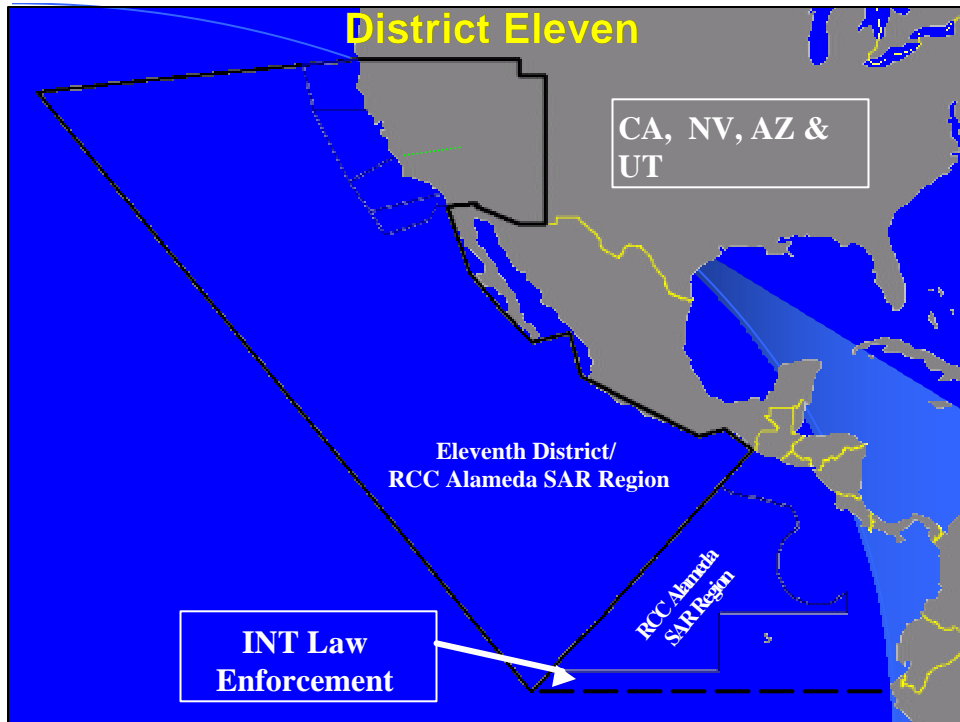 District Eleven
CA, NV, AZ &
UT
Eleventh District/
RCC Alameda SAR Region
RCC Alameda
SAR Region
INT Law
Enforcement